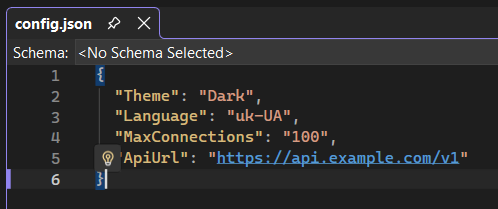 config.json
Schema: <No Schema Selected>
1 {
2 "Theme": "Dark",
3 "Language": "uk-UA",
4 "MaxConnections": "100",
5 "ApiUrl": "https://api.example.com/v1"
6 }